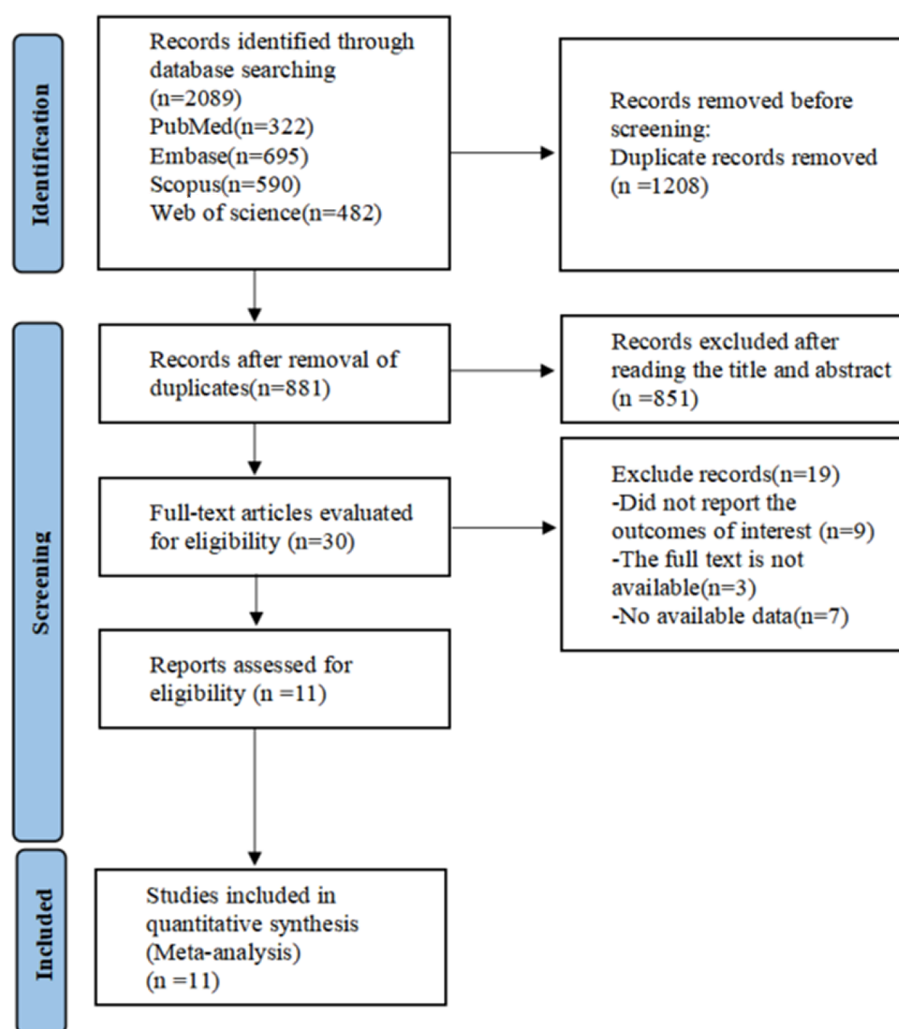 Identification
Records identified through
database searching
(n=2089)
PubMed(n=322)
Embase(n=695)
Scopus(n=590)
Web of science(n=482)
Records removed before
screening:
Duplicate records removed
(n =1208)
Screening
Records after removal of
duplicates(n=881)
Records excluded after
reading the title and abstract
(n =851)
Full-text articles evaluated
for eligibility (n=30)
Exclude records(n=19)
-Did not report the
outcomes of interest (n=9)
-The full text is not
available(n=3)
-No available data(n=7)
Reports assessed for
eligibility (n =11)
Included
Studies included in
quantitative synthesis
(Meta-analysis)
(n =11)